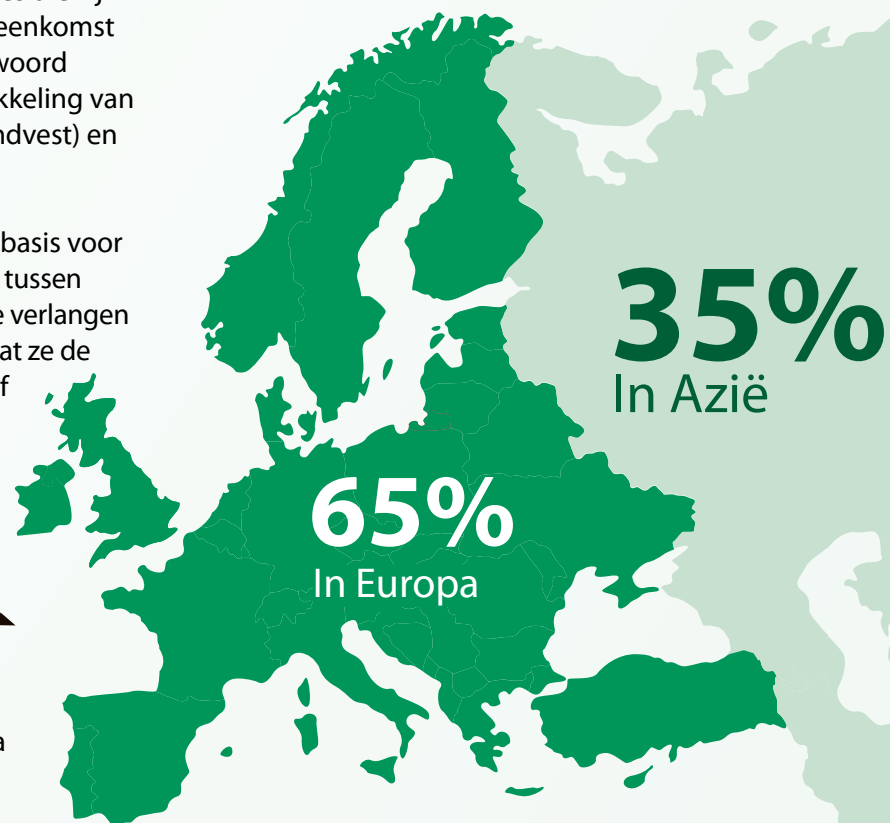 eenkomst
woord
kkeling van
ndvest) en
basis voor
tussen
e verlangen
at ze de
f
a
35%
In Azië
65%
In Europa